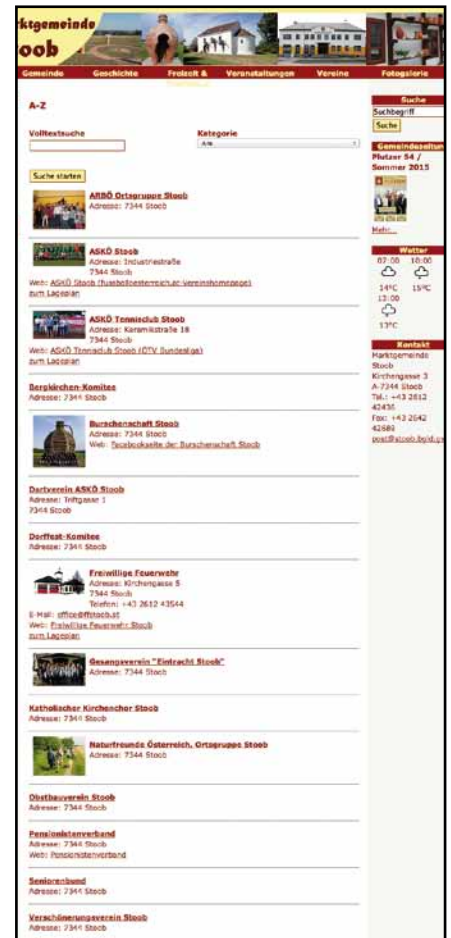 Marktgemeinde
Stoob
Gemeinde Geschichte Freizeit & Veranstaltungen Vereine Fotogalerie
A-Z
Volltextsuche Kategorie
Alle
Suche starten
ARBÖ Ortsgruppe Stoob
Adresse: 7344 Stoob
ASKÖ Stoob
Adresse: Industriestraße
7344 Stoob
Web: ASKÖ Stoob (fussballoesterreich.at-Vereinshomepage)
zum Lageplan
ASKÖ Tennisclub Stoob
Adresse: Keramikstraße 18
7344 Stoob
Web: ASKÖ Tennisclub Stoob (ÖTV Bundesliga)
zum Lageplan
Bergkirchen-Komitee
Adresse: 7344 Stoob
Burschenschaft Stoob
Adresse: 7344 Stoob
Web: Facebookseite der Burschenschaft Stoob
Dartverein ASKÖ Stoob
Adresse: Triftgasse 1
7344 Stoob
Dorffest-Komitee
Adresse: 7344 Stoob
Freiwillige Feuerwehr
Adresse: Kirchengasse 5
7344 Stoob
Telefon: +43 2612 43544
E-Mail: office@ffstoob.at
Web: Freiwillige Feuerwehr Stoob
zum Lageplan
Gesangsverein "Eintracht Stoob"
Adresse: 7344 Stoob
Katholischer Kirchenchor Stoob
Adresse: 7344 Stoob
Naturfreunde Österreich, Ortsgruppe Stoob
Adresse: 7344 Stoob
Obstbauverein Stoob
Adresse: 7344 Stoob
Pensionistenverband
Adresse: 7344 Stoob
Web: Pensionistenverband
Seniorenbund
Adresse: 7344 Stoob
Verschönerungsverein Stoob
Adresse: 7344 Stoob
Suche
Suchbegriff
Suche
Gemeindezeitun
Plutzer 54 /
Sommer 2015
Mehr...
Wetter
07:00 10:00
14°C 15°C
13:00
13°C
Kontakt
Marktgemeinde
Stoob
Kirchengasse 3
A-7344 Stoob
Tel.: +43 2612
42436
Fax: +43 2642
42689
post@stoob.bgld.gv